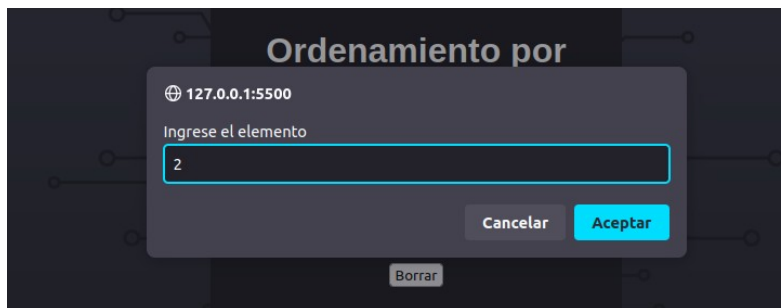 Ordenamiento por
127.0.0.1:5500
Ingrese el elemento
2
Cancelar Aceptar
Borrar